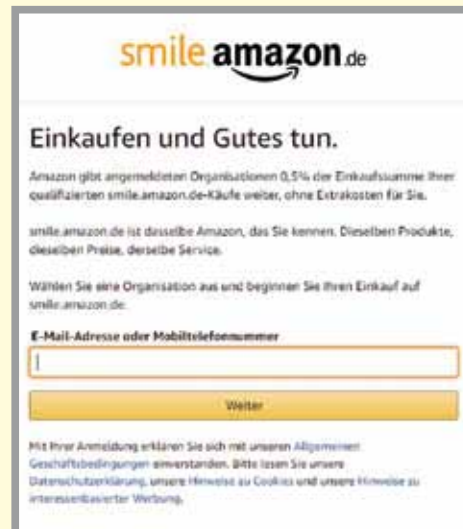 smile.amazon.de
Einkaufen und Gutes tun.
Amazon gibt angemeldeten Organisationen 0,5% der Einkaufssumme Ihrer
qualifizierten smile.amazon.de-Käufe weiter, ohne Extrakosten für Sie.
smile.amazon.de ist dasselbe Amazon, das Sie kennen. Dieselben Produkte,
dieselben Preise, derselbe Service.
Wählen Sie eine Organisation aus und beginnen Sie Ihren Einkauf auf
smile.amazon.de.
E-Mail-Adresse oder Mobiltelefonnummer
Weiter
Mit Ihrer Anmeldung erklären Sie sich mit unseren Allgemeinen
Geschäftsbedingungen einverstanden. Bitte lesen Sie unsere
Datenschutzerklärung, unsere Hinweise zu Cookies und unsere Hinweise zu
interessenbasierter Werbung.